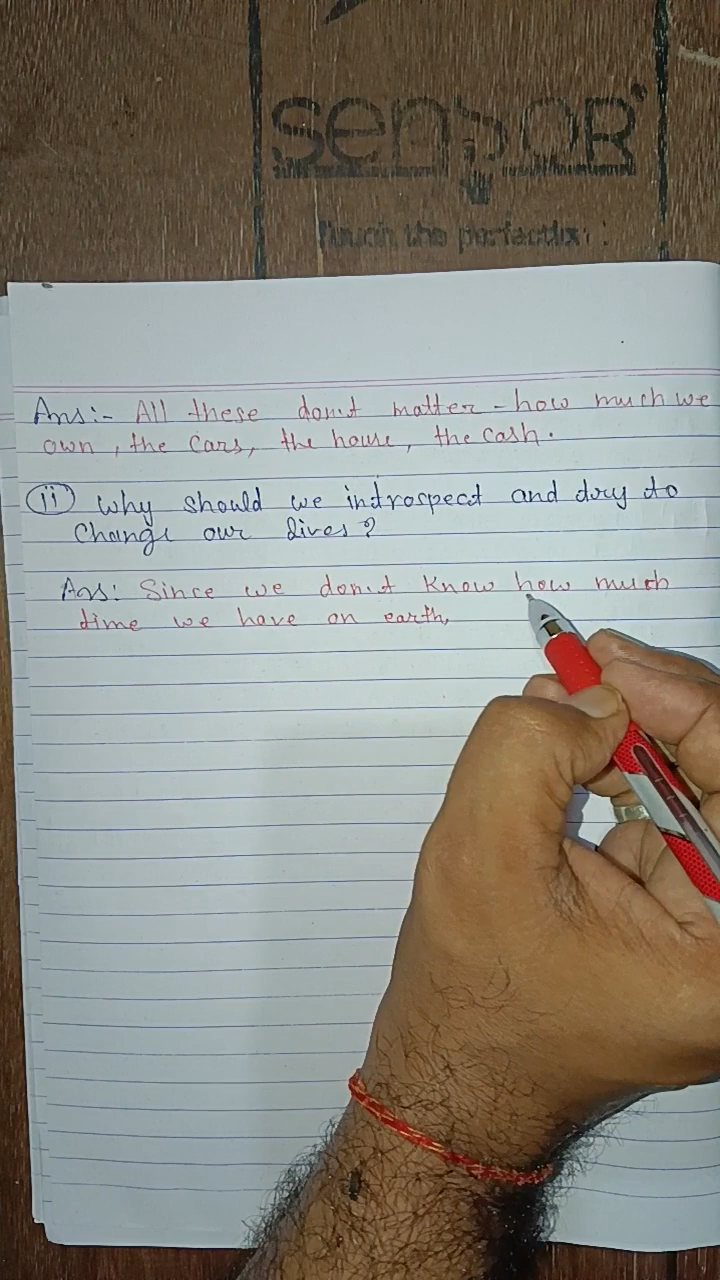 sensOR
Touch the perfection
Ans:- All these don't matter - how much we
own, the cars, the house, the cash.
(ii) Why should we introspect and try to
change our lives?
Ans: Since we don't know how much
time we have on earth,